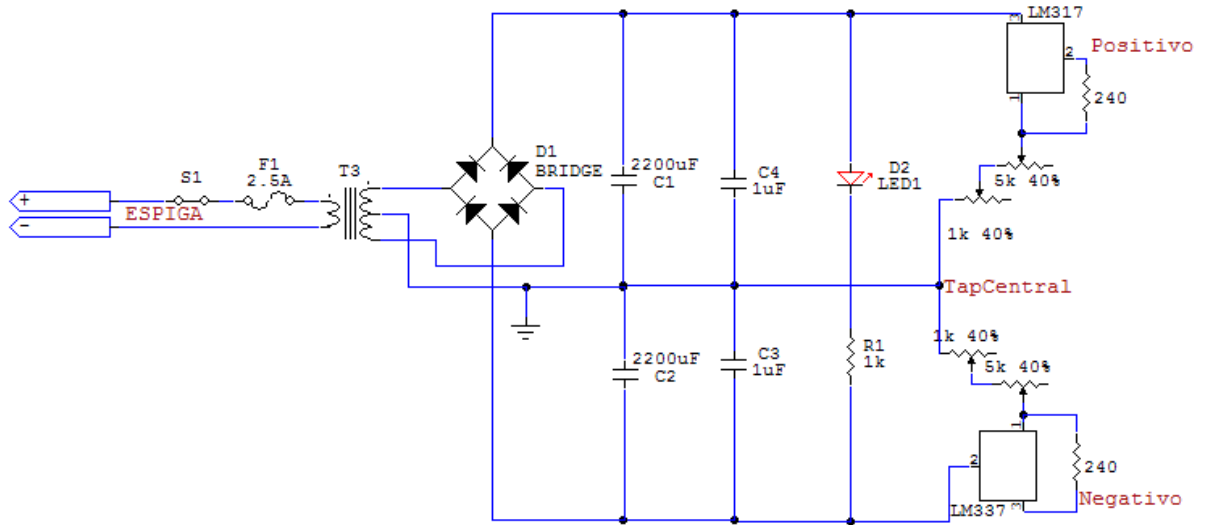 LM317
3
2
Positivo
240
1
5k 40%
1k 40%
D1
BRIDGE
2200uF
C1
C4
1uF
D2
LED1
S1
F1
2.5A
T3
+
ESPIGA
−
TapCentral
1k 40%
5k 40%
2200uF
C2
C3
1uF
R1
1k
1
2
240
3
LM337
Negativo